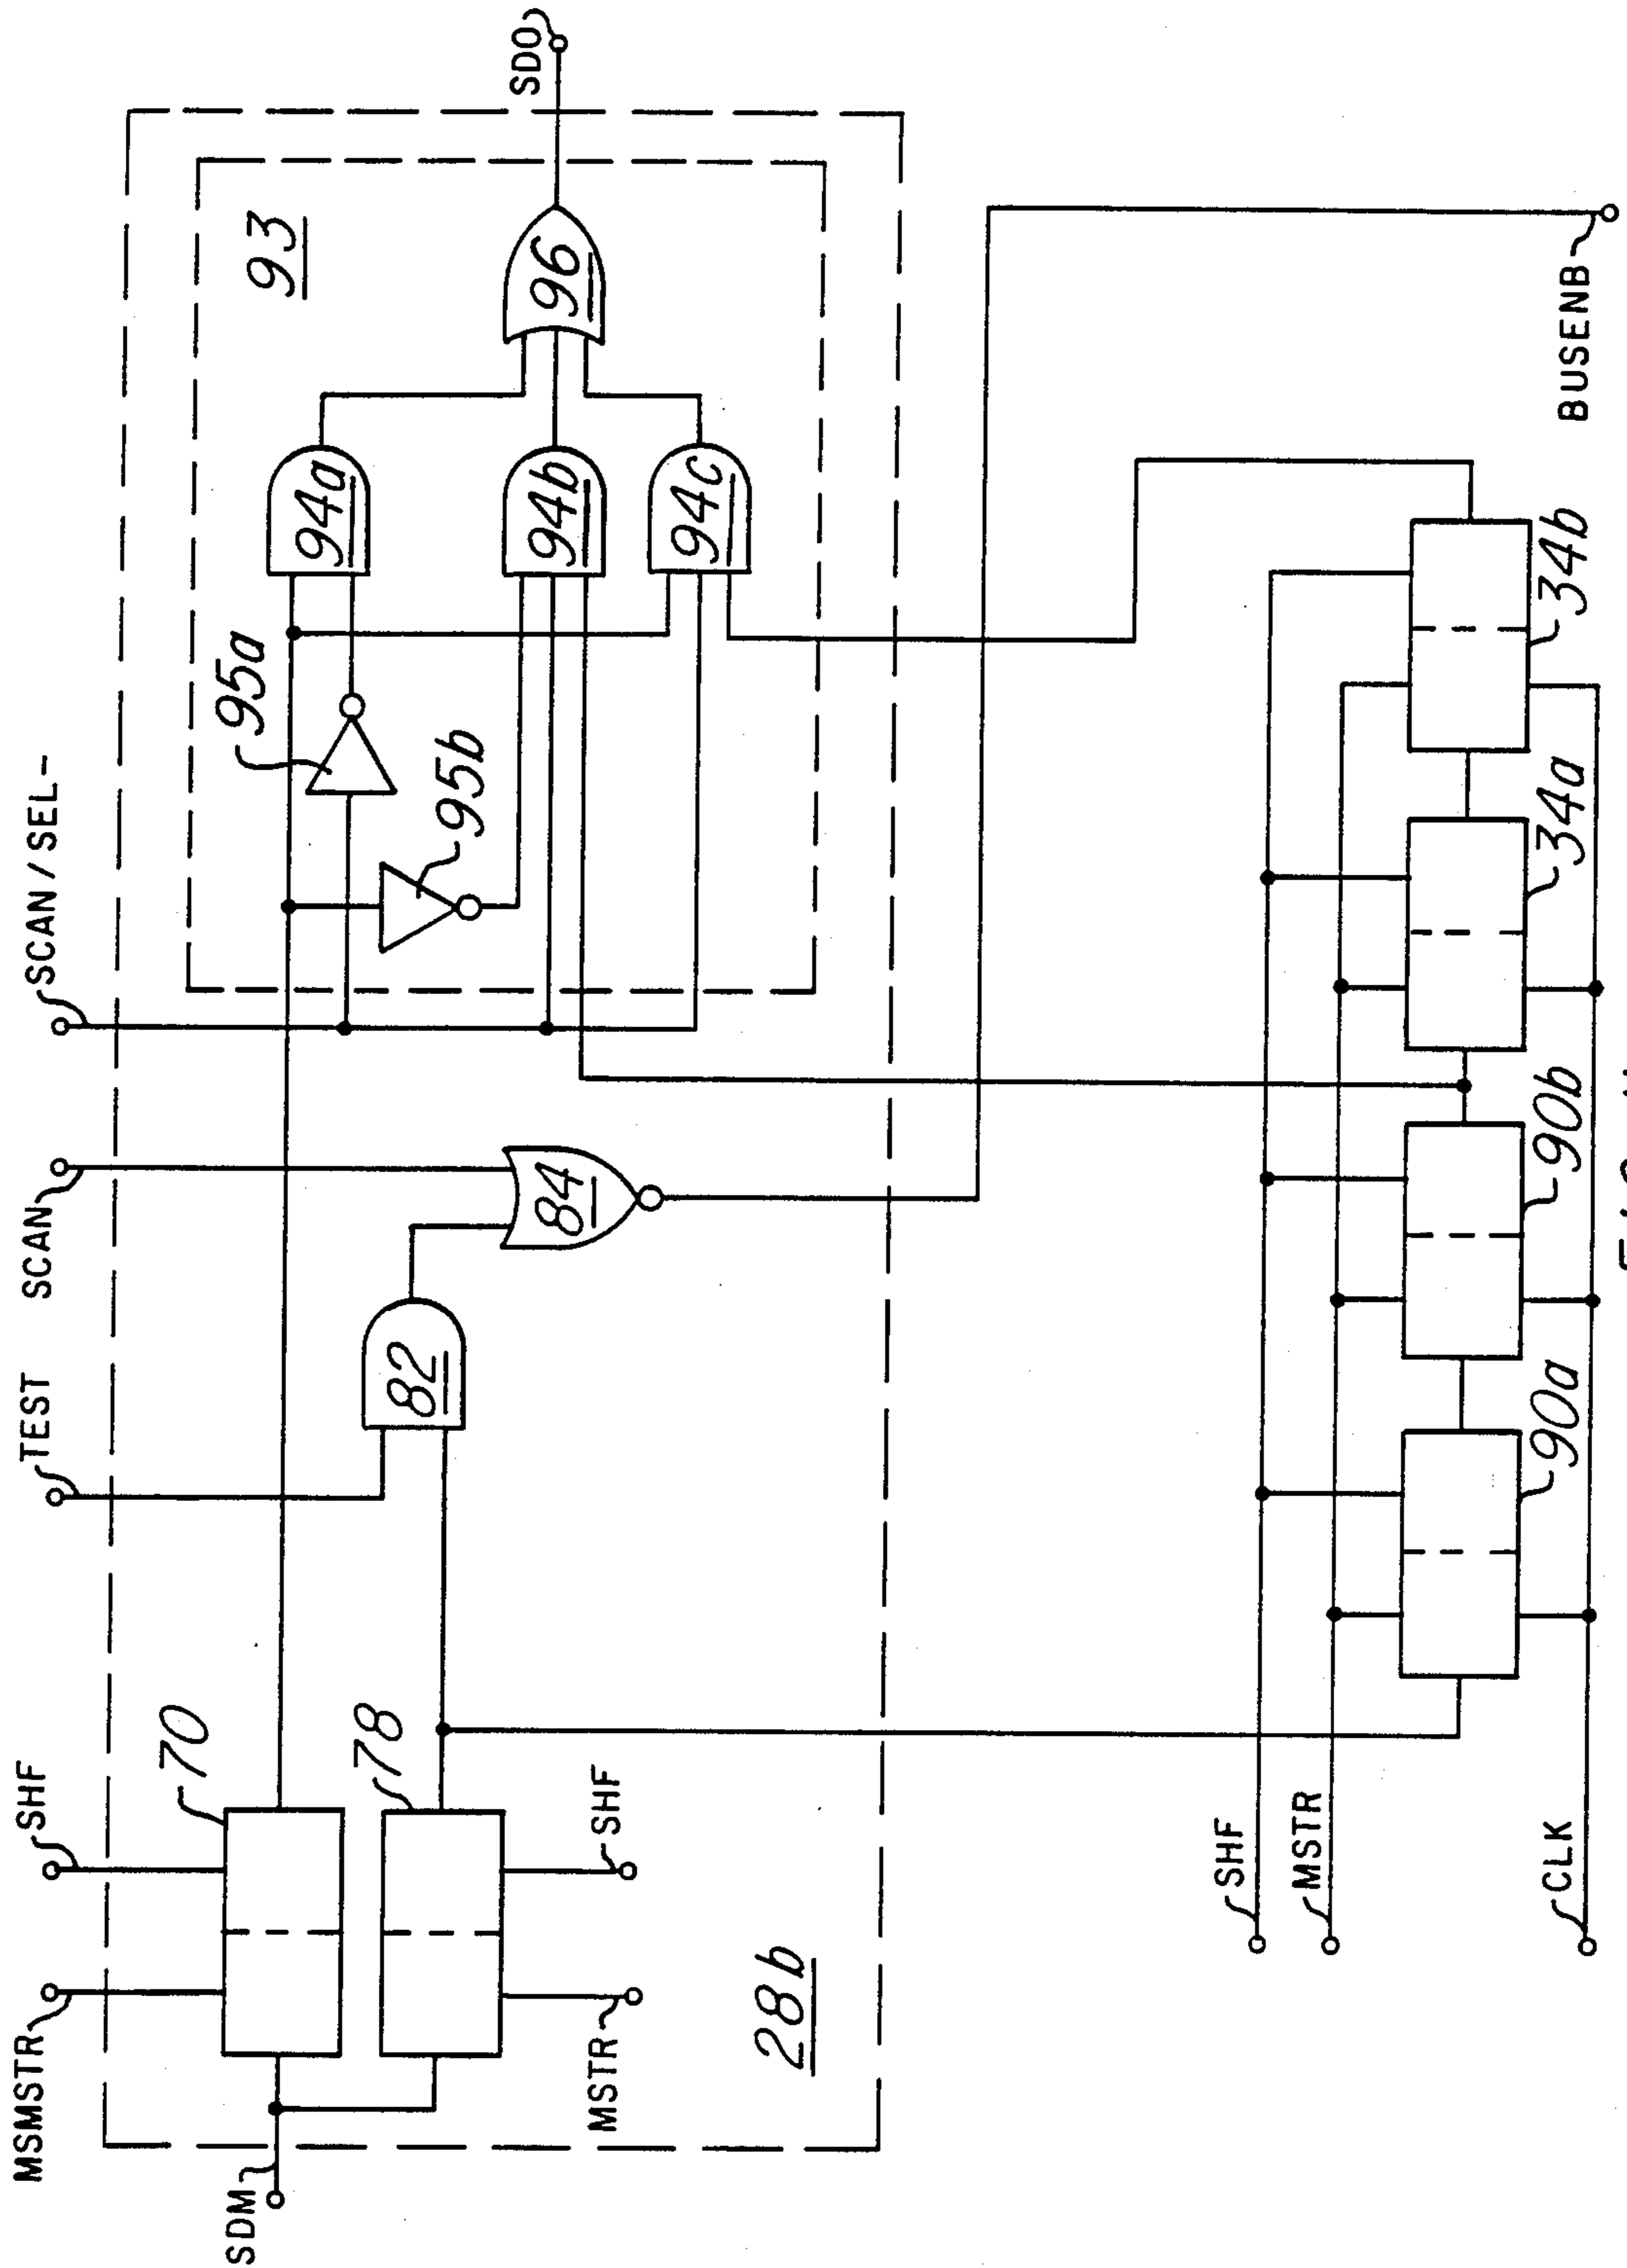 MSMSTR
SHF
TEST
SCAN
SCAN/SEL-
SDM
70
78
MSTR
SHF
28b
82
84
95a
95b
94a
94b
94c
96
93
SDO
SHF
MSTR
CLK
90a
90b
34a
34b
BUSENB